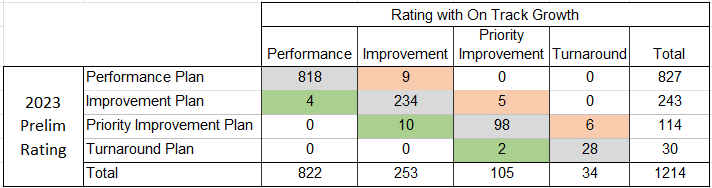 Rating with On Track Growth
Performance Improvement Priority Improvement Turnaround Total
2023 Prelim Rating
Performance Plan 818 9 0 0 827
Improvement Plan 4 234 5 0 243
Priority Improvement Plan 0 10 98 6 114
Turnaround Plan 0 0 2 28 30
Total 822 253 105 34 1214